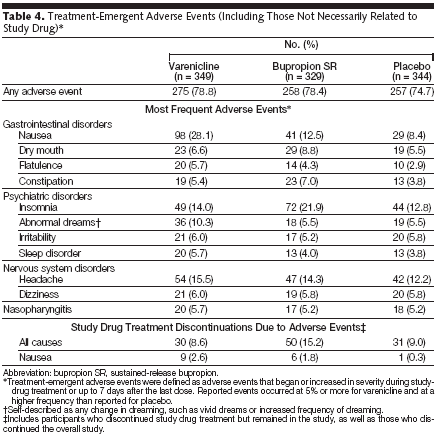 Table 4. Treatment-Emergent Adverse Events (Including Those Not Necessarily Related to
Study Drug)*
No. (%)
Varenicline Bupropion SR Placebo
(n = 349) (n = 329) (n = 344)
Any adverse event 275 (78.8) 258 (78.4) 257 (74.7)
Most Frequent Adverse Events*
Gastrointestinal disorders
Nausea 98 (28.1) 41 (12.5) 29 (8.4)
Dry mouth 23 (6.6) 29 (8.8) 19 (5.5)
Flatulence 20 (5.7) 14 (4.3) 10 (2.9)
Constipation 19 (5.4) 23 (7.0) 13 (3.8)
Psychiatric disorders
Insomnia 49 (14.0) 72 (21.9) 44 (12.8)
Abnormal dreams† 36 (10.3) 18 (5.5) 19 (5.5)
Irritability 21 (6.0) 17 (5.2) 20 (5.8)
Sleep disorder 20 (5.7) 13 (4.0) 13 (3.8)
Nervous system disorders
Headache 54 (15.5) 47 (14.3) 42 (12.2)
Dizziness 21 (6.0) 19 (5.8) 20 (5.8)
Nasopharyngitis 20 (5.7) 17 (5.2) 18 (5.2)
Study Drug Treatment Discontinuations Due to Adverse Events‡
All causes 30 (8.6) 50 (15.2) 31 (9.0)
Nausea 9 (2.6) 6 (1.8) 1 (0.3)
Abbreviation: bupropion SR, sustained-release bupropion.
*Treatment-emergent adverse events were defined as adverse events that began or increased in severity during study-
drug treatment or up to 7 days after the last dose. Reported events occurred at 5% or more for varenicline and at a
higher frequency than reported for placebo.
†Self-described as any change in dreaming, such as vivid dreams or increased frequency of dreaming.
‡Includes participants who discontinued study drug treatment but remained in the study, as well as those who dis-
continued the overall study.